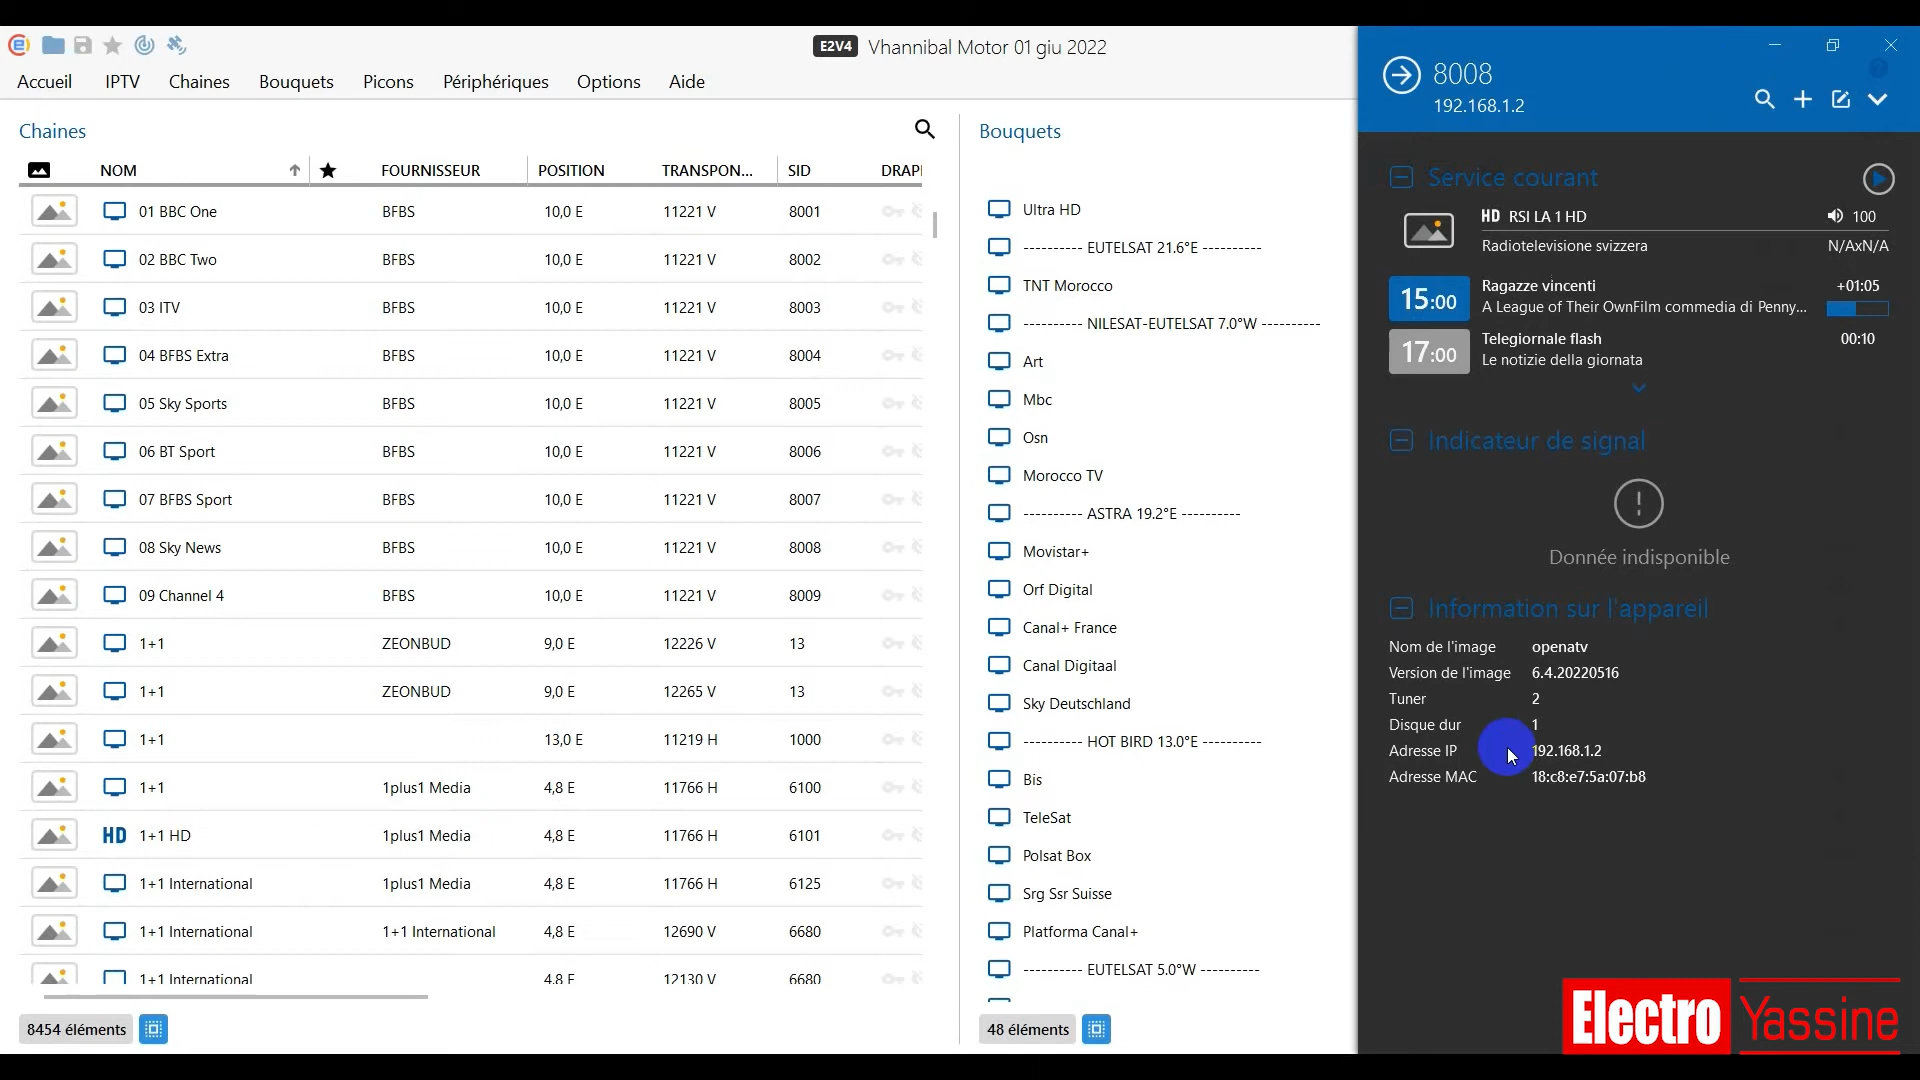 E2V4 Vhannibal Motor 01 giu 2022
Accueil IPTV Chaines Bouquets Picons Périphériques Options Aide
Chaines
NOM FOURNISSEUR POSITION TRANSPON... SID DRAPI
01 BBC One BFBS 10,0 E 11221 V 8001
02 BBC Two BFBS 10,0 E 11221 V 8002
03 ITV BFBS 10,0 E 11221 V 8003
04 BFBS Extra BFBS 10,0 E 11221 V 8004
05 Sky Sports BFBS 10,0 E 11221 V 8005
06 BT Sport BFBS 10,0 E 11221 V 8006
07 BFBS Sport BFBS 10,0 E 11221 V 8007
08 Sky News BFBS 10,0 E 11221 V 8008
09 Channel 4 BFBS 10,0 E 11221 V 8009
1+1 ZEONBUD 9,0 E 12226 V 13
1+1 ZEONBUD 9,0 E 12265 V 13
1+1 13,0 E 11219 H 1000
1+1 1plus1 Media 4,8 E 11766 H 6100
HD 1+1 HD 1plus1 Media 4,8 E 11766 H 6101
1+1 International 1plus1 Media 4,8 E 11766 H 6125
1+1 International 1+1 International 4,8 E 12690 V 6680
1+1 International 4,8 E 12130 V 6680
8454 éléments
Bouquets
Ultra HD
---------- EUTELSAT 21.6°E ----------
TNT Morocco
---------- NILESAT-EUTELSAT 7.0°W ----------
Art
Mbc
Osn
Morocco TV
---------- ASTRA 19.2°E ----------
Movistar+
Orf Digital
Canal+ France
Canal Digitaal
Sky Deutschland
---------- HOT BIRD 13.0°E ----------
Bis
TeleSat
Polsat Box
Srg Ssr Suisse
Platforma Canal+
---------- EUTELSAT 5.0°W ----------
48 éléments
8008
192.168.1.2
Service courant
HD RSI LA 1 HD 100
Radiotelevisione svizzera N/AxN/A
15:00 Ragazze vincenti +01:05
A League of Their OwnFilm commedia di Penny...
17:00 Telegiornale flash 00:10
Le notizie della giornata
Indicateur de signal
Donnée indisponible
Information sur l'appareil
Nom de l'image openatv
Version de l'image 6.4.20220516
Tuner 2
Disque dur 1
Adresse IP 192.168.1.2
Adresse MAC 18:c8:e7:5a:07:b8
Electro Yassine